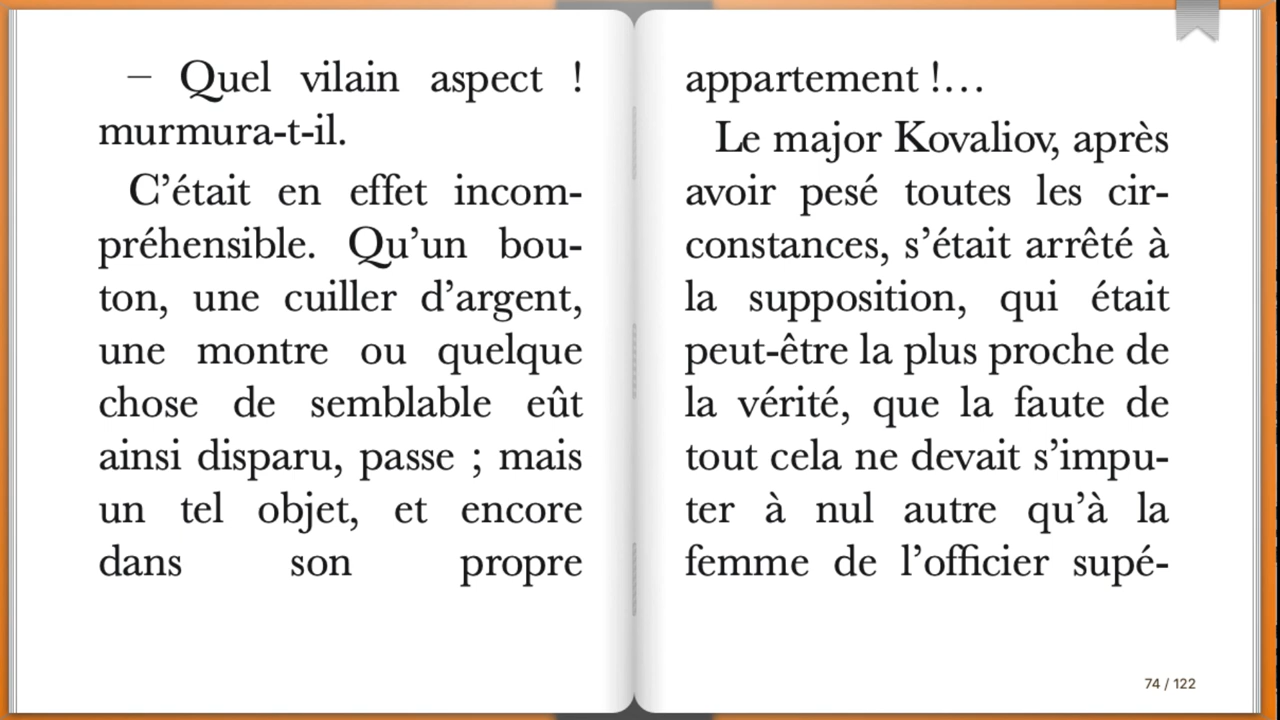 – Quel vilain aspect !
murmura-t-il.
C’était en effet incom-
préhensible. Qu’un bou-
ton, une cuiller d’argent,
une montre ou quelque
chose de semblable eût
ainsi disparu, passe ; mais
un tel objet, et encore
dans son propre
appartement !…
Le major Kovaliov, après
avoir pesé toutes les cir-
constances, s’était arrêté à
la supposition, qui était
peut-être la plus proche de
la vérité, que la faute de
tout cela ne devait s’impu-
ter à nul autre qu’à la
femme de l’officier supé-
74 / 122